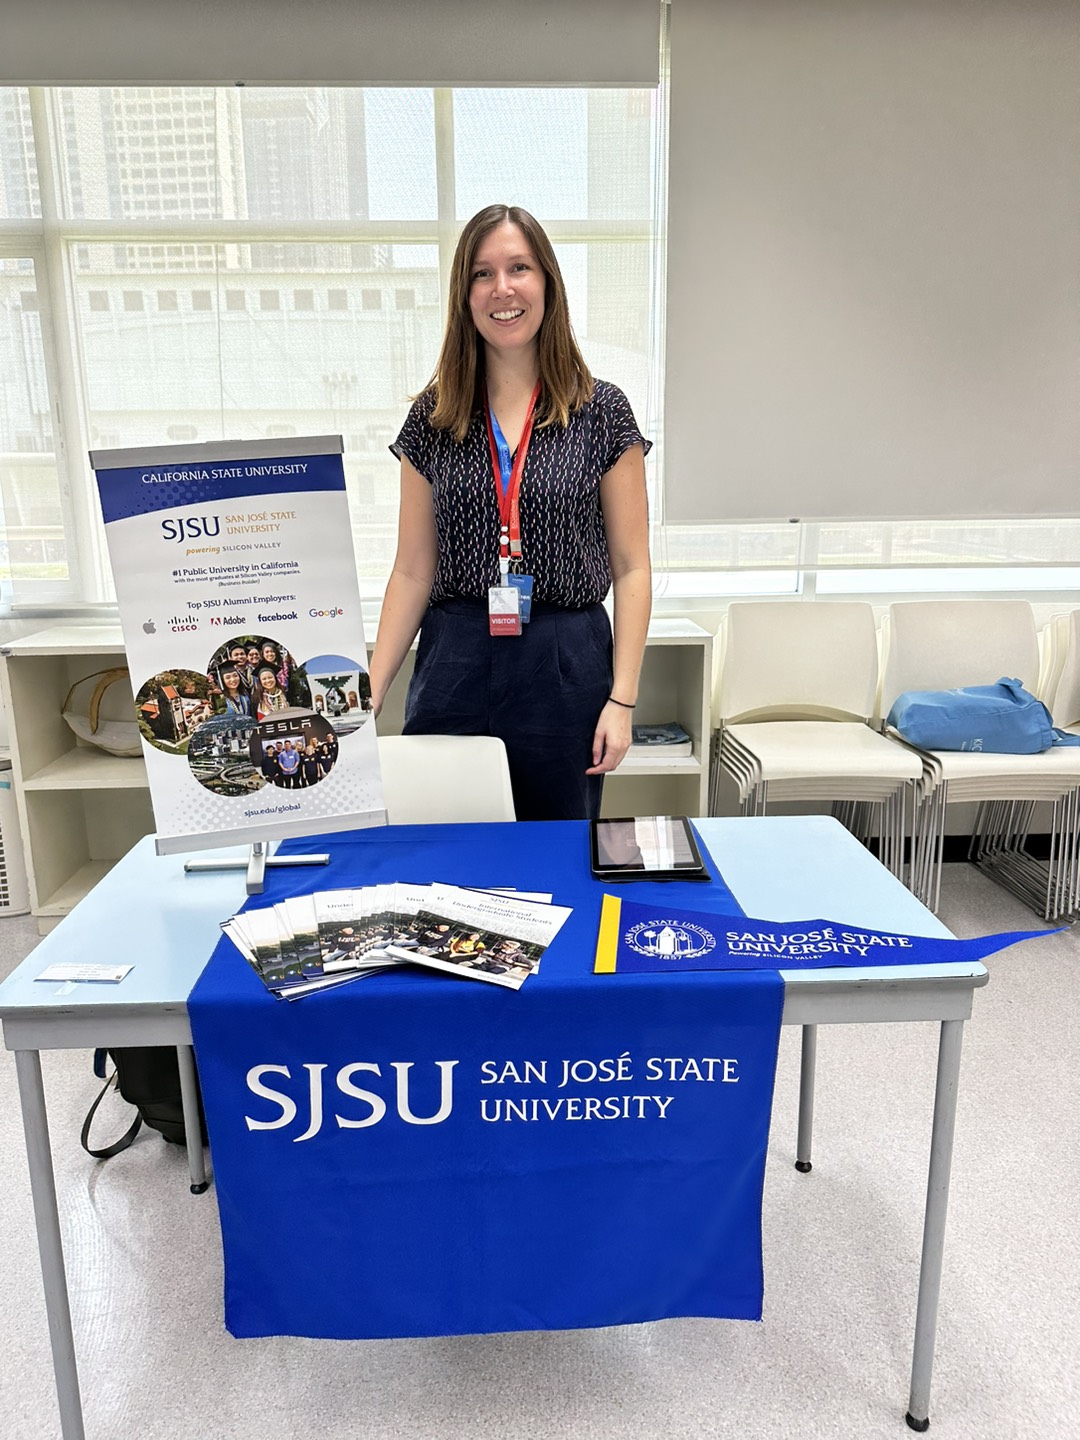 CALIFORNIA STATE UNIVERSITY
SJSU SAN JOSÉ STATE
UNIVERSITY
powering SILICON VALLEY
#1 Public University in California
with the most graduates at Silicon Valley companies.
(Business Insider)
Top SJSU Alumni Employers:
CISCO Adobe facebook Google
TESLA
sjsu.edu/global
VISITOR
SJSU
International
Undergraduate Students
SAN JOSÉ STATE UNIVERSITY
1857
SAN JOSÉ STATE
UNIVERSITY
Powering SILICON VALLEY
SJSU SAN JOSÉ STATE
UNIVERSITY